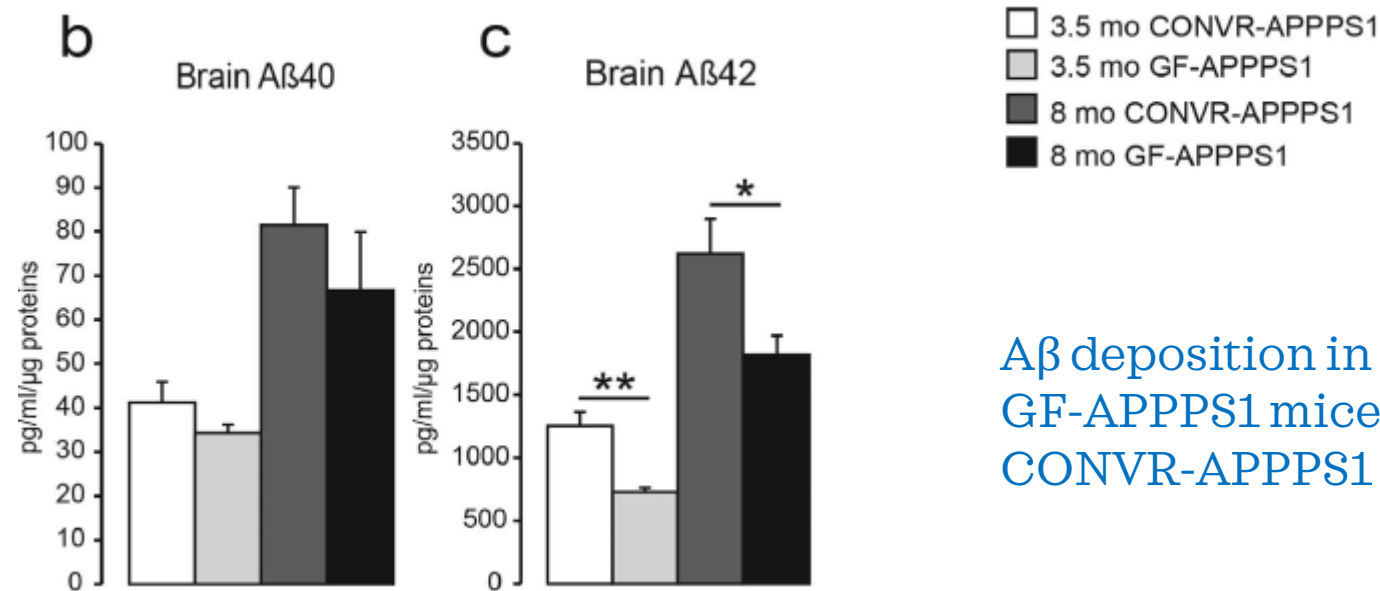 b
Brain Aß40
pg/ml/µg proteins
100
90
80
70
60
50
40
30
20
10
0
c
Brain Aß42
pg/ml/µg proteins
3500
3000
2500
2000
1500
1000
500
0
**
*
3.5 mo CONVR-APPPS1
3.5 mo GF-APPPS1
8 mo CONVR-APPPS1
8 mo GF-APPPS1
Aβ deposition in
GF-APPPS1 mice
CONVR-APPPS1